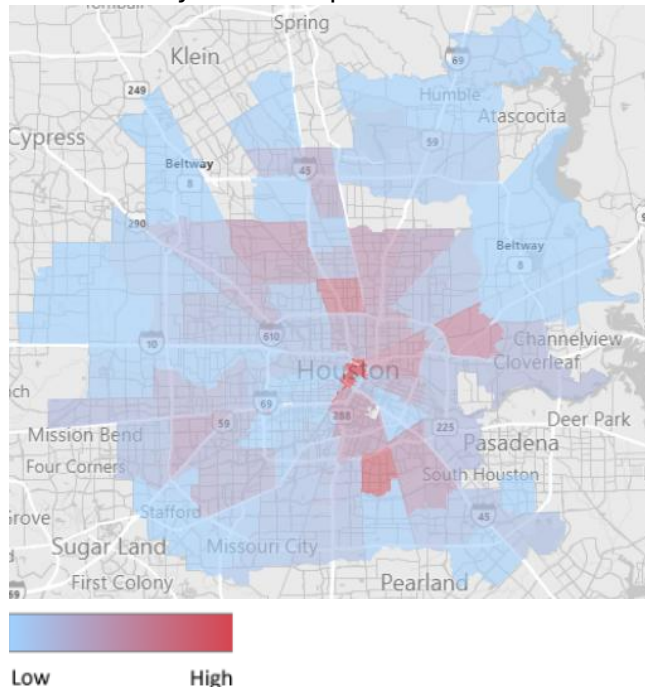 Spring
Klein
69
249
Humble
Atascocita
Cypress
59
Beltway
8
45
290
Beltway
8
610
10
Channelview
Houston
Cloverleaf
69
288
59
225
Deer Park
Mission Bend
Pasadena
Four Corners
South Houston
Stafford
45
Sugar Land
Missouri City
First Colony
Pearland
69
Low High